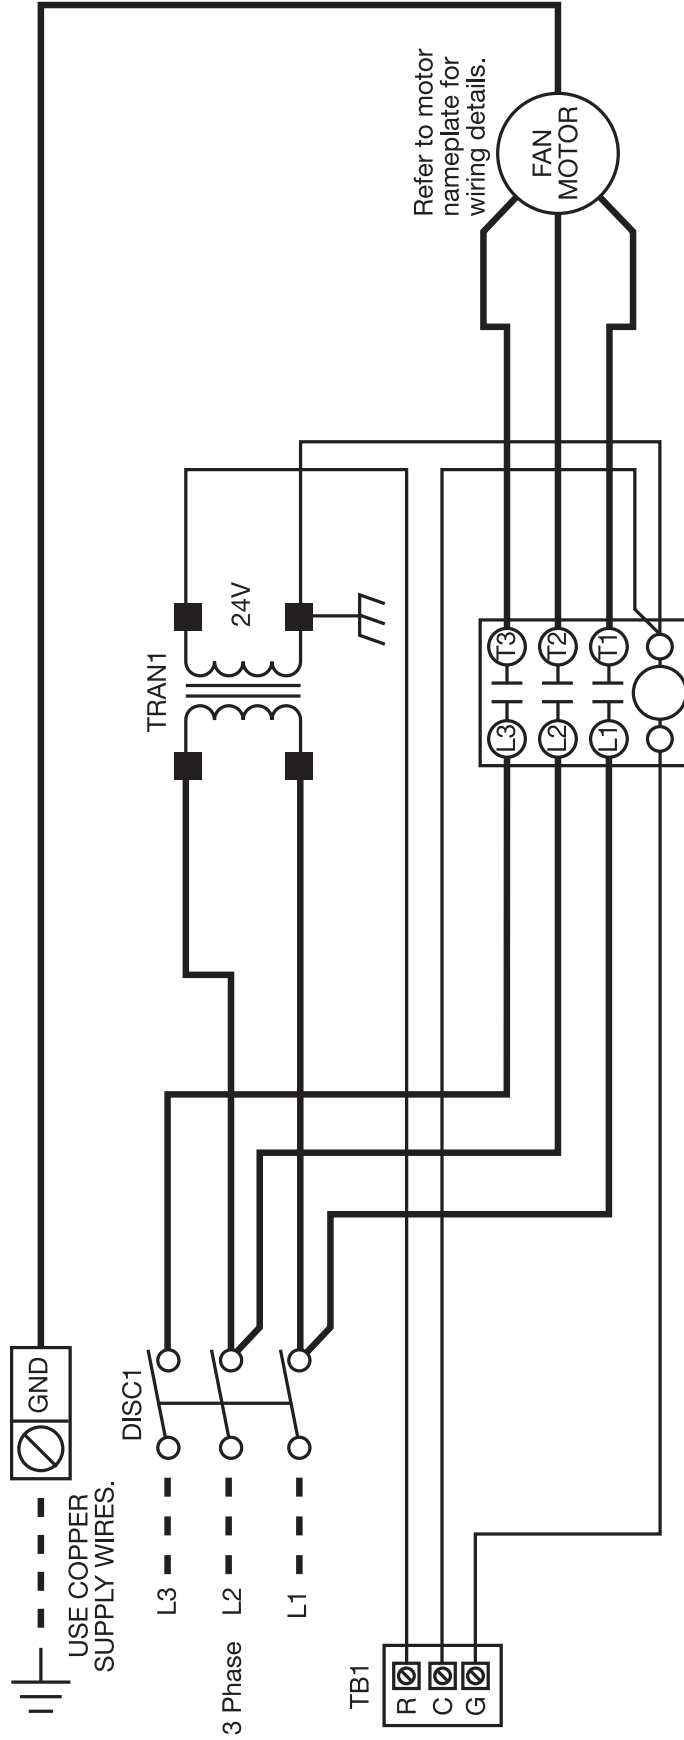 GND
USE COPPER
SUPPLY WIRES.
DISC1
L3
L2
L1
3 Phase
TRAN1
24V
TB1
R
C
G
L3
T3
L2
T2
L1
T1
Refer to motor
nameplate for
wiring details.
FAN
MOTOR